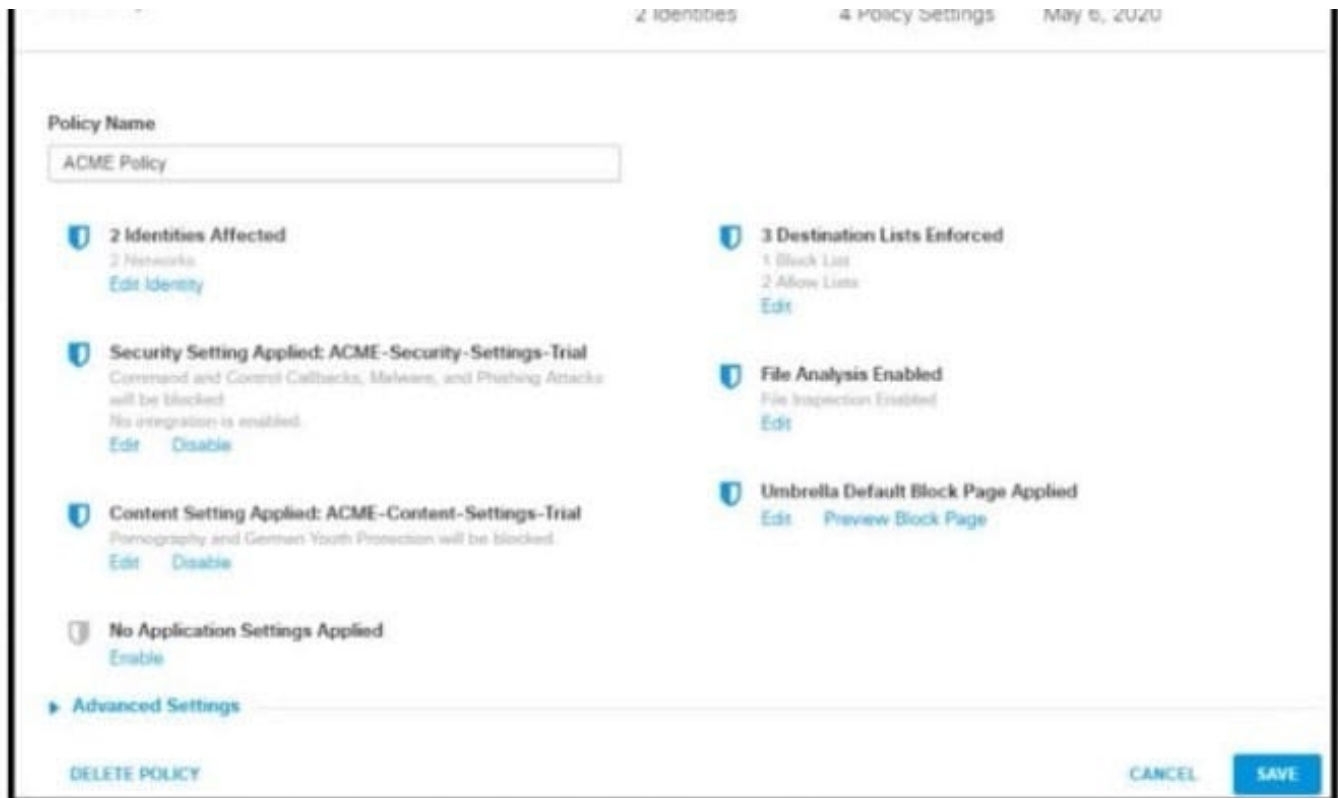 2 Identities 4 Policy Settings May 6, 2020
Policy Name
ACME Policy
2 Identities Affected
2 Networks
Edit Identity
Security Setting Applied: ACME-Security-Settings-Trial
Command and Control Callbacks, Malware, and Phishing Attacks
will be blocked
No integration is enabled.
Edit Disable
Content Setting Applied: ACME-Content-Settings-Trial
Pornography and German Youth Protection will be blocked
Edit Disable
No Application Settings Applied
Enable
3 Destination Lists Enforced
1 Block List
2 Allow Lists
Edit
File Analysis Enabled
File Inspection Enabled
Edit
Umbrella Default Block Page Applied
Edit Preview Block Page
Advanced Settings
DELETE POLICY CANCEL SAVE